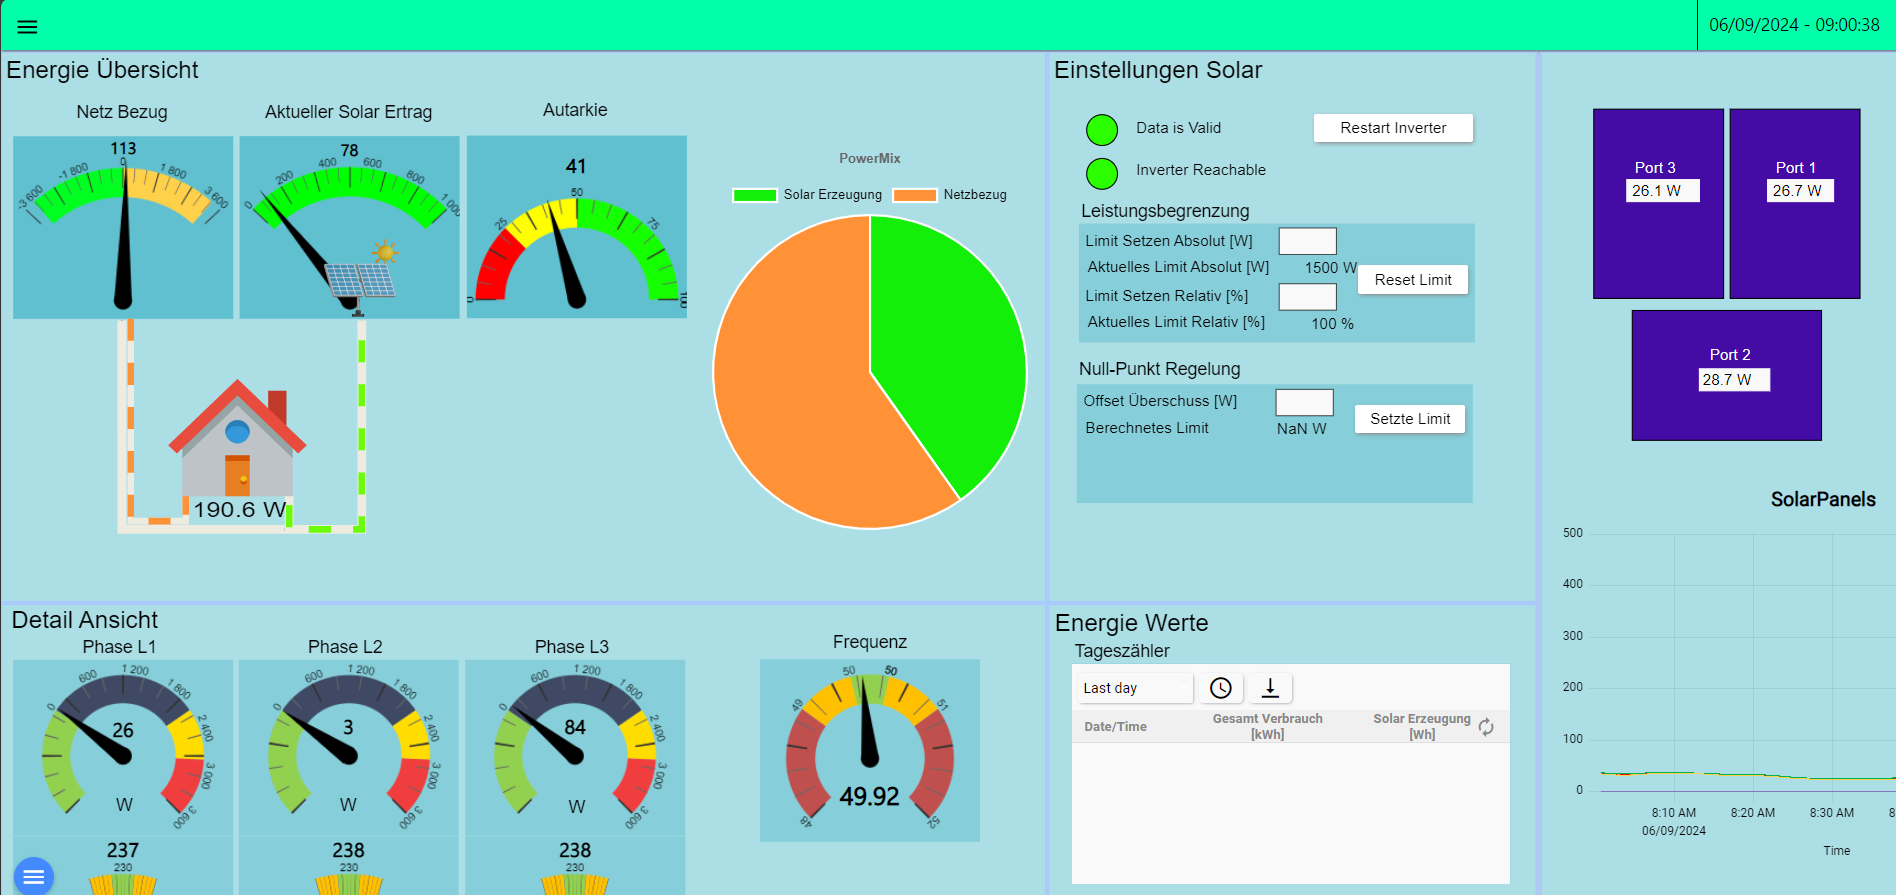 06/09/2024 - 09:00:38
Energie Übersicht
Netz Bezug
Aktueller Solar Ertrag
Autarkie
113
-3 600
-1 800
0
1 800
3 600
78
0
200
400
600
800
1 000
41
0
25
50
75
100
190.6 W
PowerMix
Solar Erzeugung
Netzbezug
Einstellungen Solar
Data is Valid
Restart Inverter
Inverter Reachable
Leistungsbegrenzung
Limit Setzen Absolut [W]
Aktuelles Limit Absolut [W] 1500 W
Reset Limit
Limit Setzen Relativ [%]
Aktuelles Limit Relativ [%] 100 %
Null-Punkt Regelung
Offset Überschuss [W]
Setzte Limit
Berechnetes Limit NaN W
Port 3
26.1 W
Port 1
26.7 W
Port 2
28.7 W
SolarPanels
500
400
300
200
100
0
8:10 AM
8:20 AM
8:30 AM
8
06/09/2024
Time
Detail Ansicht
Phase L1
0
600
1 200
1 800
2 400
3 000
3 600
26
W
237
230
Phase L2
0
600
1 200
1 800
2 400
3 000
3 600
3
W
238
230
Phase L3
0
600
1 200
1 800
2 400
3 000
3 600
84
W
238
230
Frequenz
48
49
50
50
51
52
49.92
Energie Werte
Tageszähler
Last day
Date/Time
Gesamt Verbrauch
[kWh]
Solar Erzeugung
[Wh]